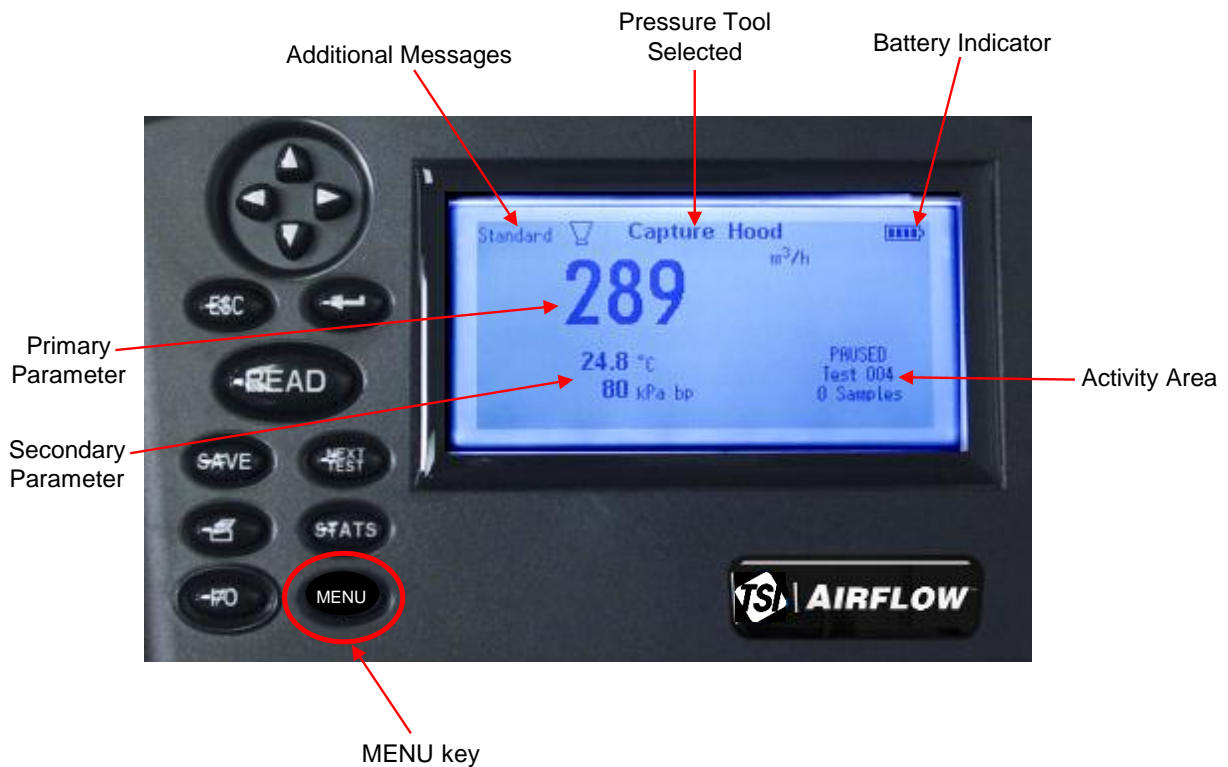 Pressure Tool
Selected
Additional Messages
Battery Indicator
Standard Capture Hood
m³/h
289
24.8 °C
80 kPa bp
PAUSED
Test 004
0 Samples
Primary
Parameter
Secondary
Parameter
Activity Area
ESC
READ
SAVE
NEXT
TEST
STATS
I/O
MENU
TSI AIRFLOW
MENU key